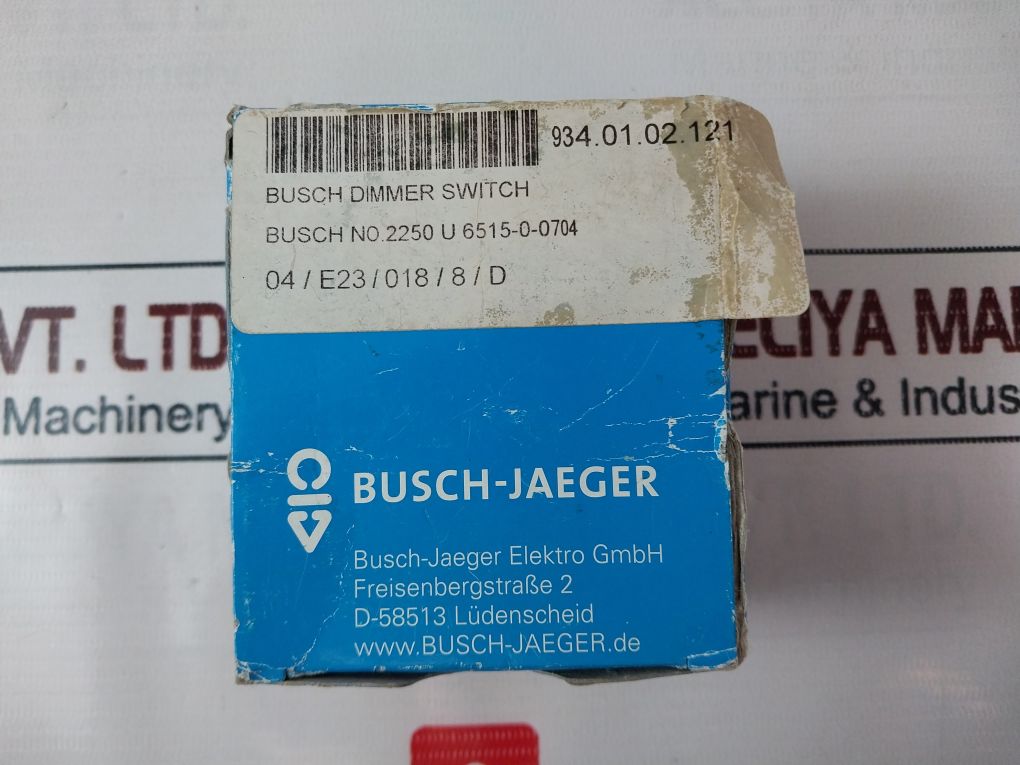 934.01.02.121
BUSCH DIMMER SWITCH
BUSCH NO.2250 U 6515-0-0704
04 / E23 / 018 / 8 / D
VT. LTD
Machinery
ELIYA MAR
arine & Indus
BUSCH-JAEGER
Busch-Jaeger Elektro GmbH
Freisenbergstraße 2
D-58513 Lüdenscheid
www.BUSCH-JAEGER.de